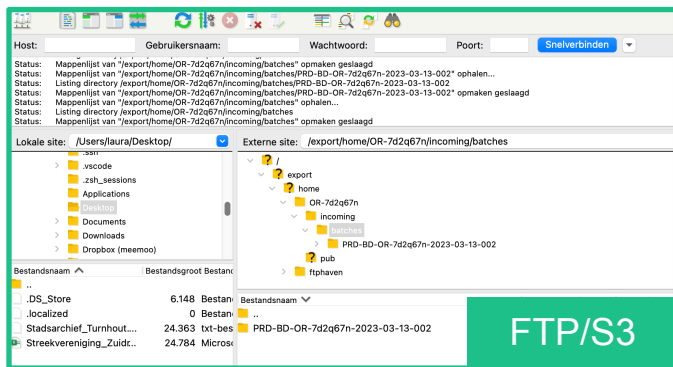 Host: Gebruikersnaam: Wachtwoord: Poort: Snelverbinden
Status: Mappenlijst van "/export/home/OR-7d2q67n/incoming/batches" opmaken geslaagd
Status: Mappenlijst van "/export/home/OR-7d2q67n/incoming/batches/PRD-BD-OR-7d2q67n-2023-03-13-002" ophalen...
Status: Listing directory /export/home/OR-7d2q67n/incoming/batches/PRD-BD-OR-7d2q67n-2023-03-13-002
Status: Mappenlijst van "/export/home/OR-7d2q67n/incoming/batches/PRD-BD-OR-7d2q67n-2023-03-13-002" opmaken geslaagd
Status: Mappenlijst van "/export/home/OR-7d2q67n/incoming/batches" ophalen...
Status: Listing directory /export/home/OR-7d2q67n/incoming/batches
Status: Mappenlijst van "/export/home/OR-7d2q67n/incoming/batches" opmaken geslaagd
Lokale site: /Users/laura/Desktop/
.ssh
.vscode
.zsh_sessions
Applications
Desktop
Documents
Downloads
Dropbox (meemoo)
Bestandsnaam Bestandsgroot Bestand
..
.DS_Store 6.148 Bestan
.localized 0 Bestan
Stadsarchief_Turnhout.... 24.363 txt-bes
Streekvereniging_Zuidr... 24.784 Microso
Externe site: /export/home/OR-7d2q67n/incoming/batches
/
export
home
OR-7d2q67n
incoming
batches
PRD-BD-OR-7d2q67n-2023-03-13-002
pub
ftphaven
Bestandsnaam
..
PRD-BD-OR-7d2q67n-2023-03-13-002
FTP/S3